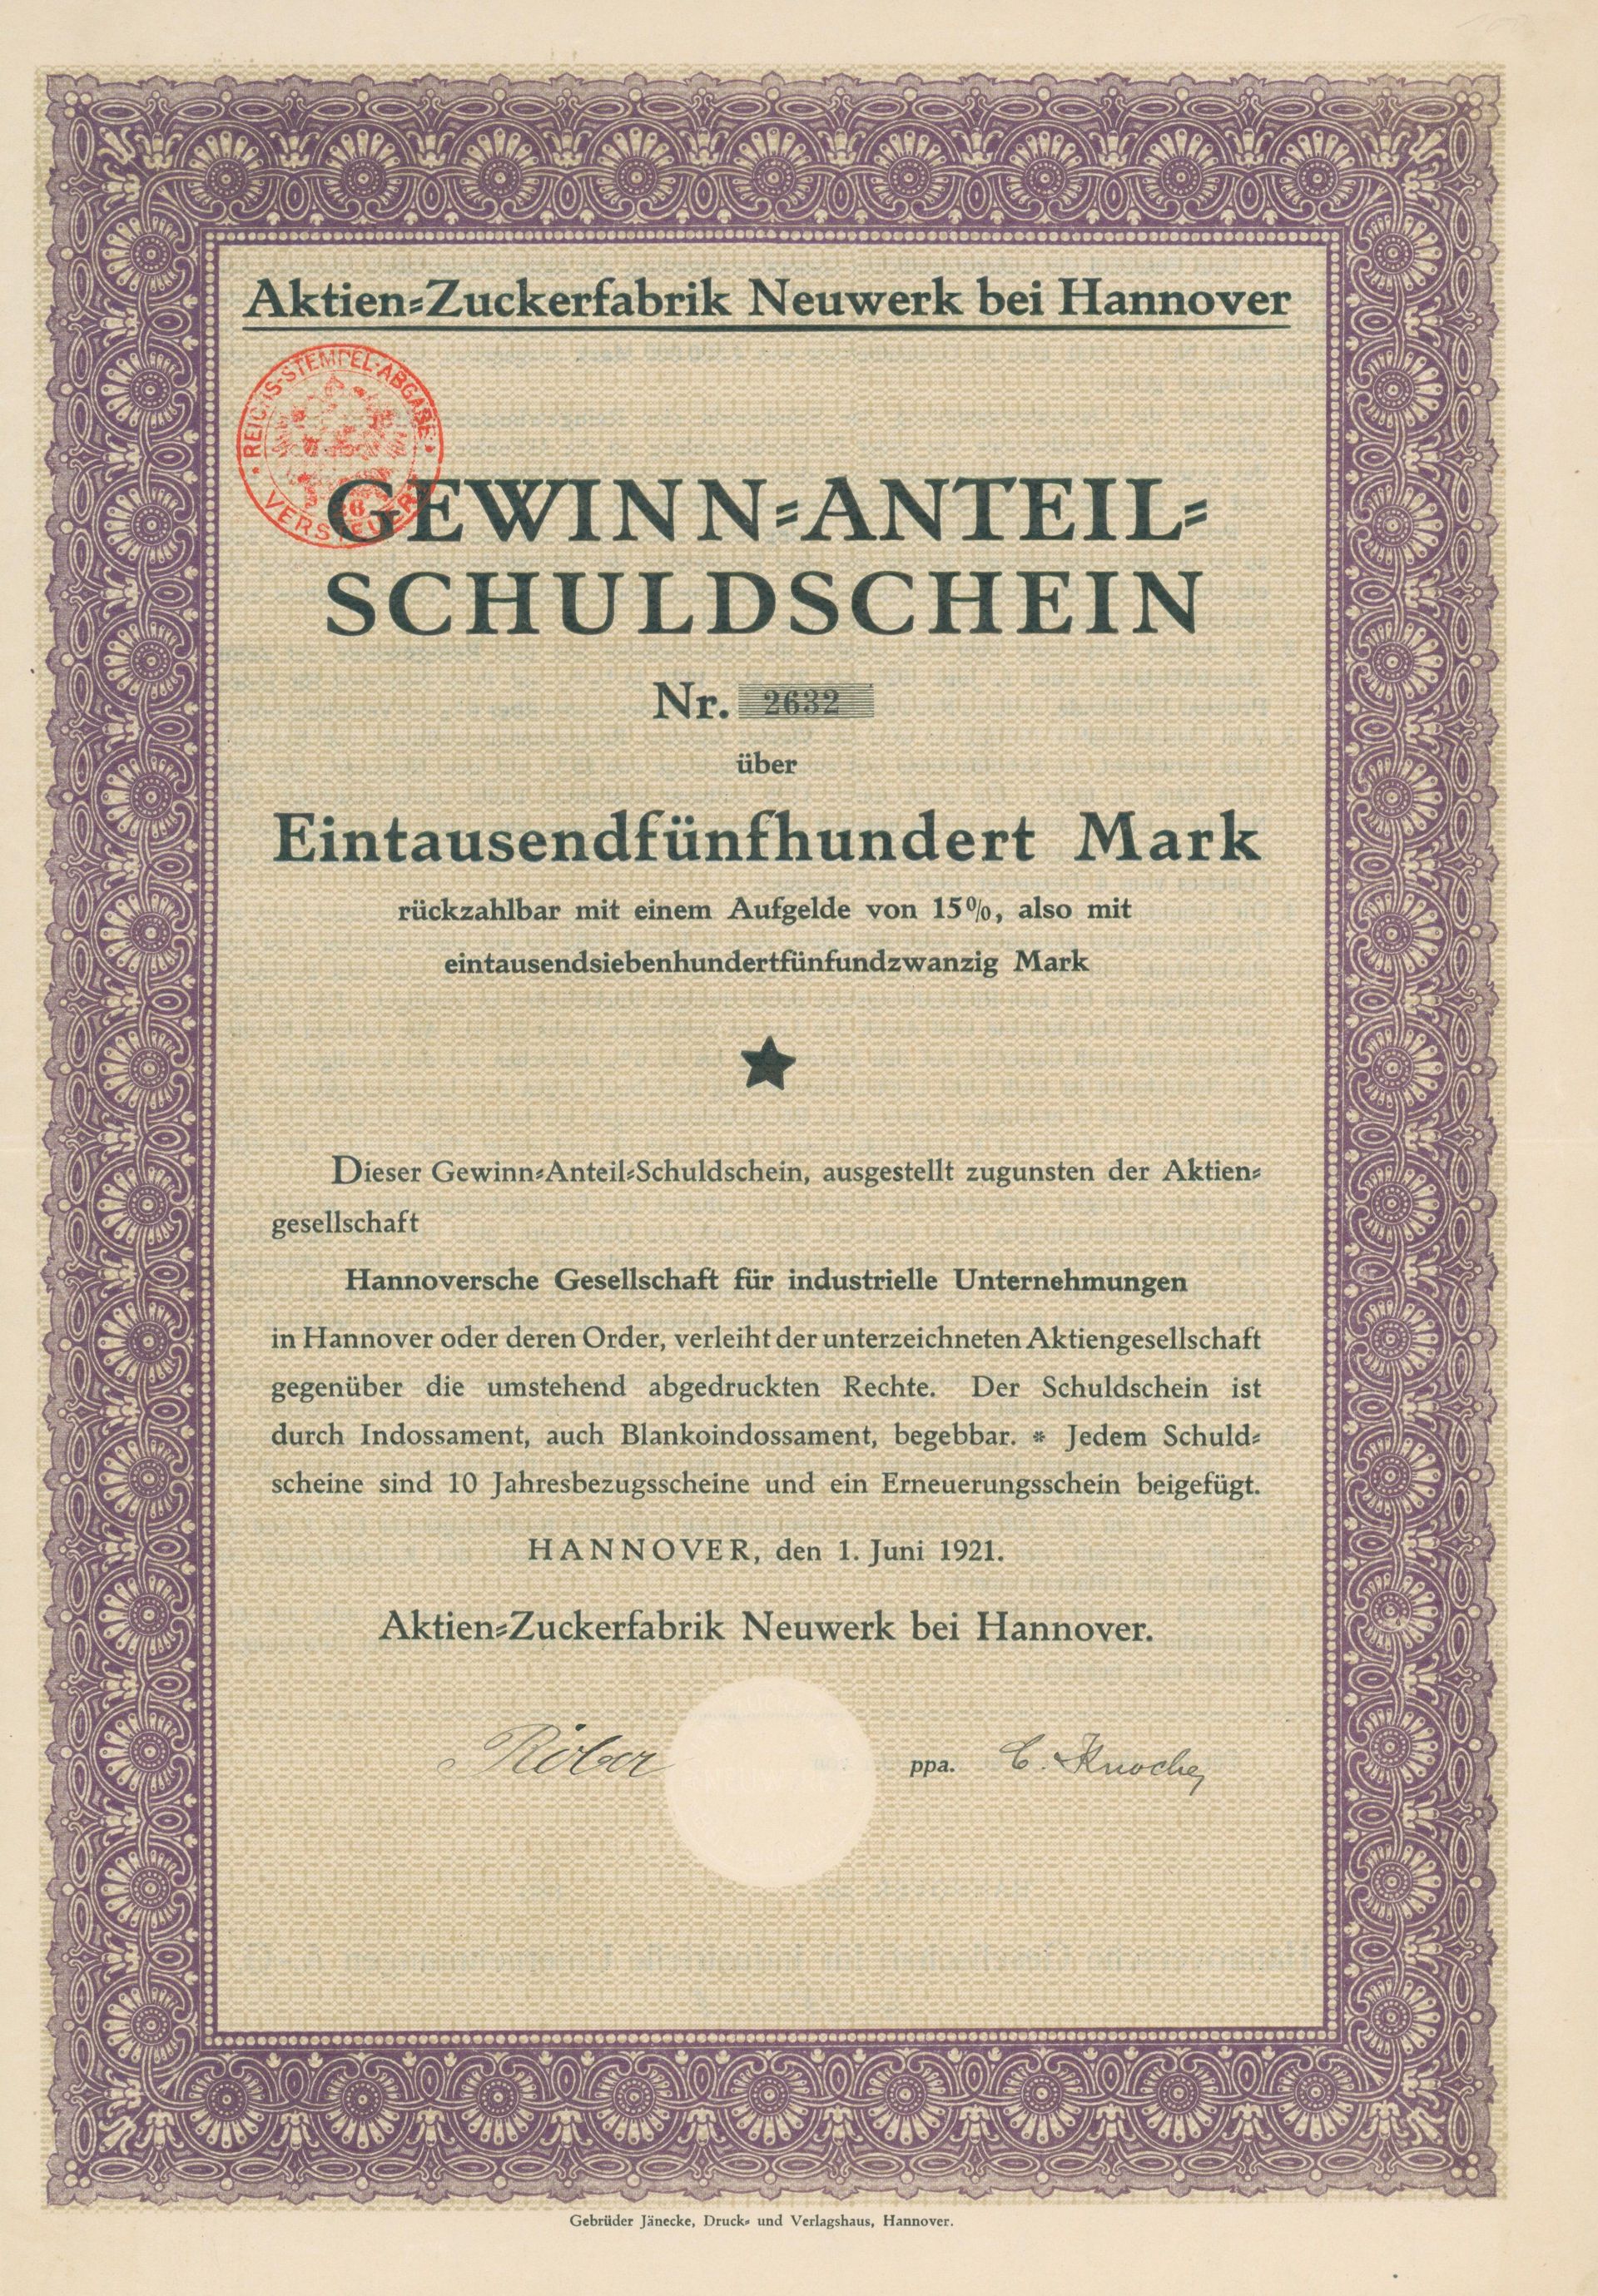 Aktien-Zuckerfabrik Neuwerk bei Hannover
REICHS-STEMPEL-ABGABE
VERSTEUERT
GEWINN-ANTEIL-
SCHULDSCHEIN
Nr. 2632
über
Eintausendfünfhundert Mark
rückzahlbar mit einem Aufgelde von 15%, also mit
eintausendsiebenhundertfünfundzwanzig Mark
Dieser Gewinn-Anteil-Schuldschein, ausgestellt zugunsten der Aktien-
gesellschaft
Hannoversche Gesellschaft für industrielle Unternehmungen
in Hannover oder deren Order, verleiht der unterzeichneten Aktiengesellschaft
gegenüber die umstehend abgedruckten Rechte. Der Schuldschein ist
durch Indossament, auch Blankoindossament, begebbar. * Jedem Schuld-
scheine sind 10 Jahresbezugsscheine und ein Erneuerungsschein beigefügt.
HANNOVER, den 1. Juni 1921.
Aktien-Zuckerfabrik Neuwerk bei Hannover.
Röber ppa. C. Knoche
Gebrüder Jänecke, Druck- und Verlagshaus, Hannover.